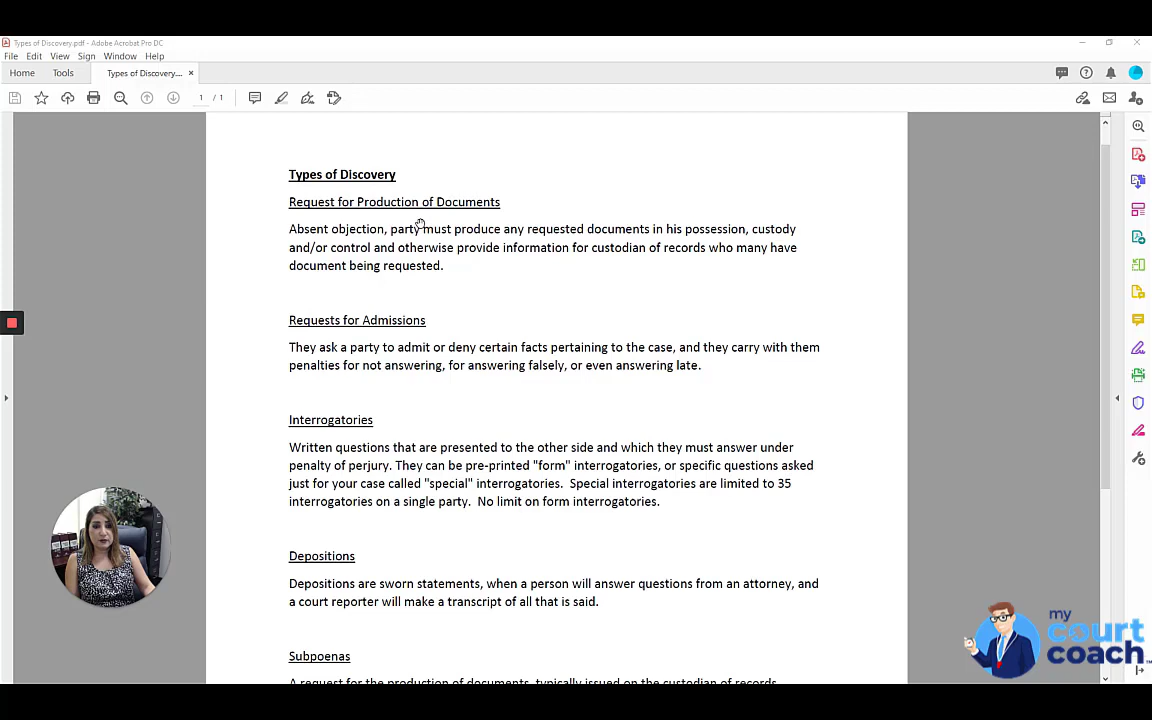 Types of Discovery.pdf - Adobe Acrobat Pro DC
File Edit View Sign Window Help
Home Tools Types of Discovery... ×
1 / 1
Types of Discovery
Request for Production of Documents
Absent objection, party must produce any requested documents in his possession, custody
and/or control and otherwise provide information for custodian of records who many have
document being requested.
Requests for Admissions
They ask a party to admit or deny certain facts pertaining to the case, and they carry with them
penalties for not answering, for answering falsely, or even answering late.
Interrogatories
Written questions that are presented to the other side and which they must answer under
penalty of perjury. They can be pre-printed "form" interrogatories, or specific questions asked
just for your case called "special" interrogatories. Special interrogatories are limited to 35
interrogatories on a single party. No limit on form interrogatories.
Depositions
Depositions are sworn statements, when a person will answer questions from an attorney, and
a court reporter will make a transcript of all that is said.
Subpoenas
A request for the production of documents, typically issued on the custodian of records
my
court
coach™